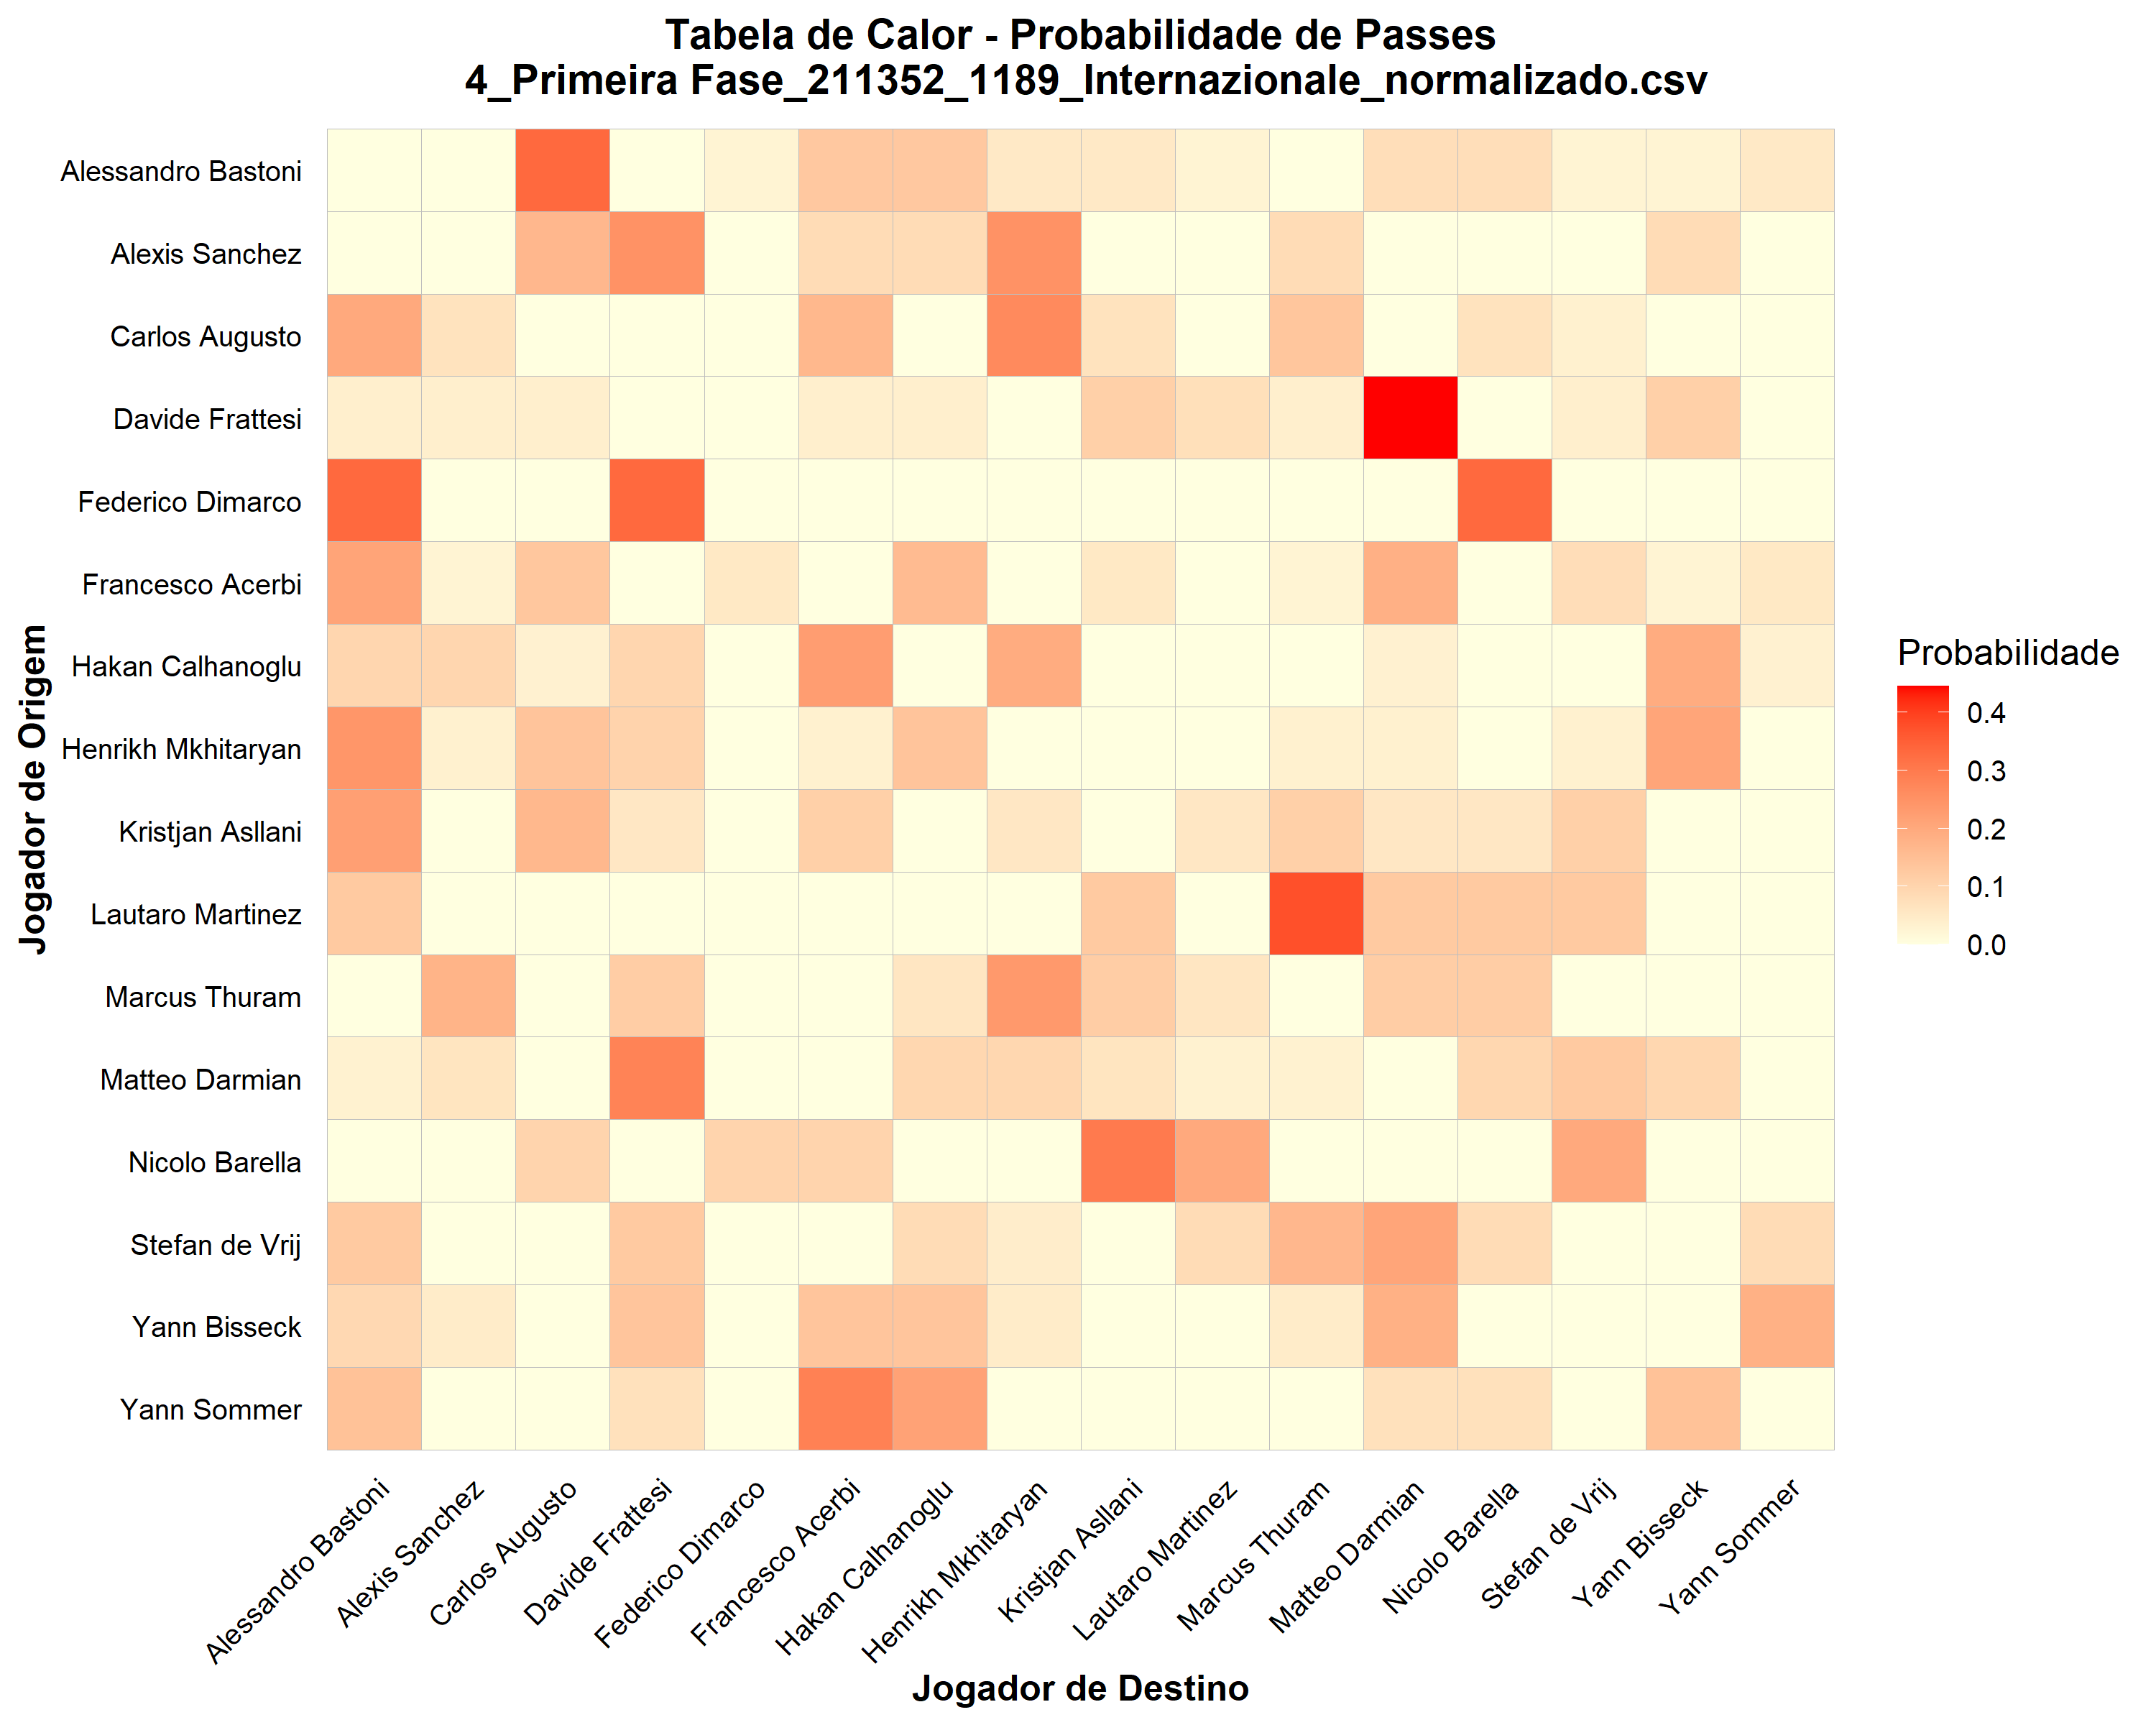 Tabela de Calor - Probabilidade de Passes
4_Primeira Fase_211352_1189_Internazionale_normalizado.csv
Jogador de Origem
Alessandro Bastoni
Alexis Sanchez
Carlos Augusto
Davide Frattesi
Federico Dimarco
Francesco Acerbi
Hakan Calhanoglu
Henrikh Mkhitaryan
Kristjan Asllani
Lautaro Martinez
Marcus Thuram
Matteo Darmian
Nicolo Barella
Stefan de Vrij
Yann Bisseck
Yann Sommer
Probabilidade
0.4
0.3
0.2
0.1
0.0
Alessandro Bastoni
Alexis Sanchez
Carlos Augusto
Davide Frattesi
Federico Dimarco
Francesco Acerbi
Hakan Calhanoglu
Henrikh Mkhitaryan
Kristjan Asllani
Lautaro Martinez
Marcus Thuram
Matteo Darmian
Nicolo Barella
Stefan de Vrij
Yann Bisseck
Yann Sommer
Jogador de Destino